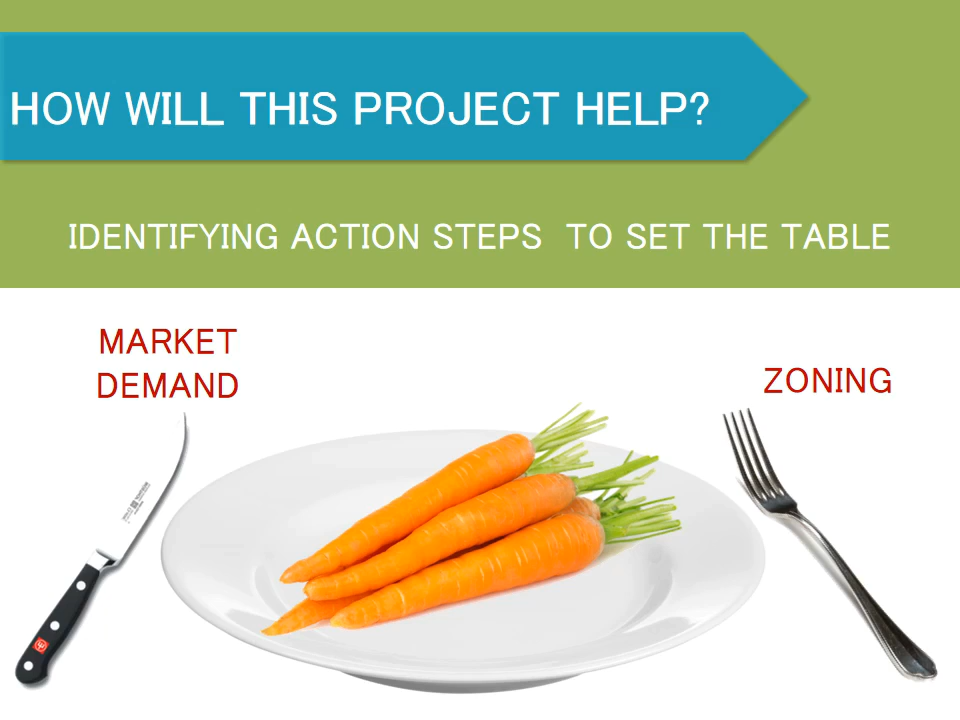 HOW WILL THIS PROJECT HELP?
IDENTIFYING ACTION STEPS TO SET THE TABLE
MARKET
DEMAND
ZONING